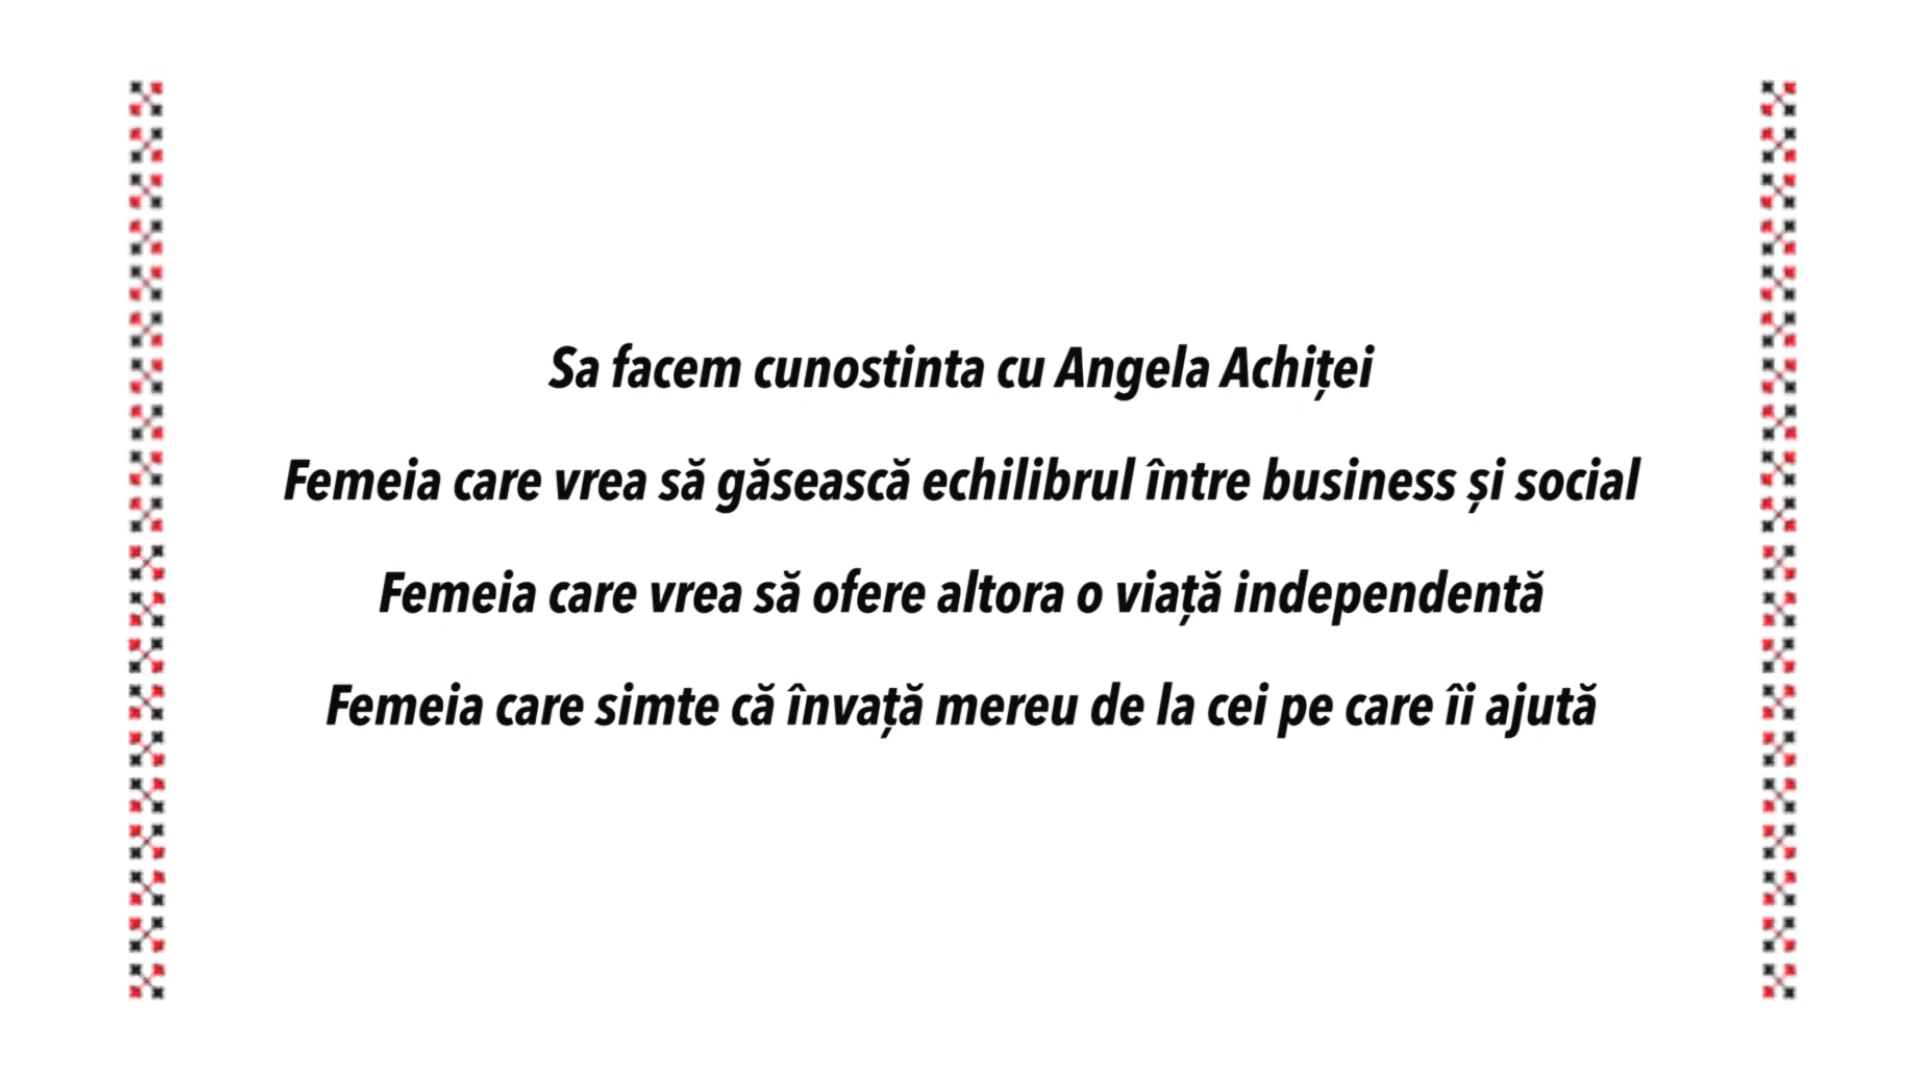 Sa facem cunostinta cu Angela Achiței
Femeia care vrea să găsească echilibrul între business și social
Femeia care vrea să ofere altora o viață independentă
Femeia care simte că învață mereu de la cei pe care îi ajută